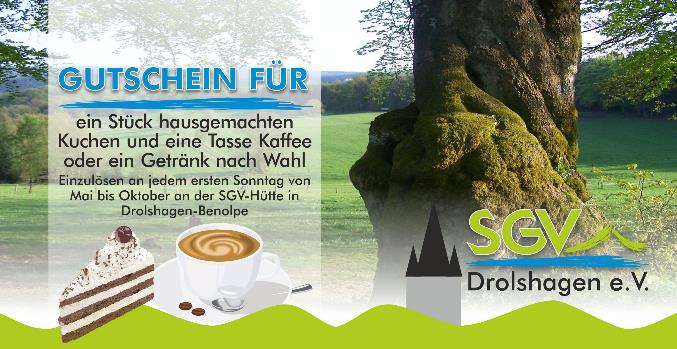 GUTSCHEIN FÜR
ein Stück hausgemachten
Kuchen und eine Tasse Kaffee
oder ein Getränk nach Wahl
Einzulösen an jedem ersten Sonntag von
Mai bis Oktober an der SGV-Hütte in
Drolshagen-Benolpe
SGV
Drolshagen e.V.